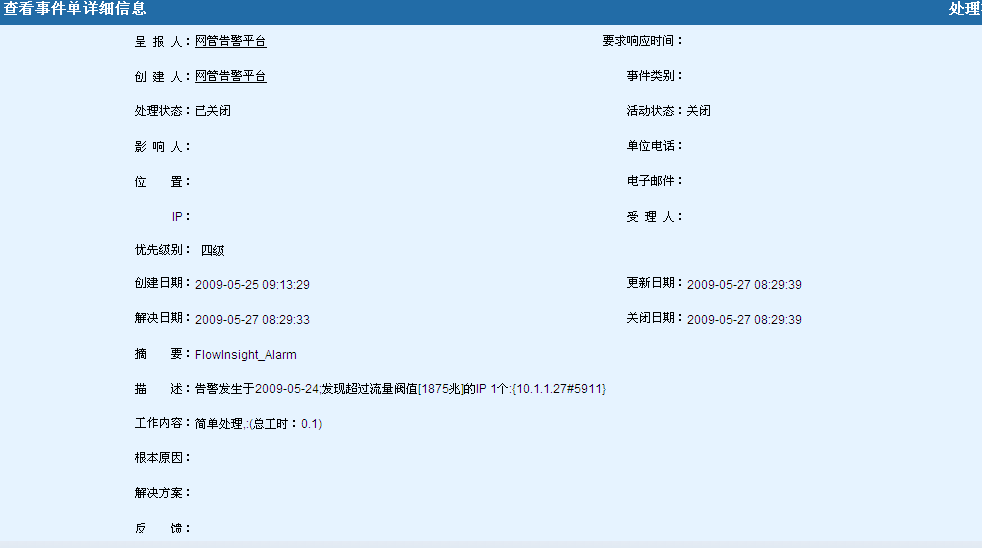 查看事件单详细信息 处理
呈 报 人：网管告警平台 要求响应时间：
创 建 人：网管告警平台 事件类别：
处理状态：已关闭 活动状态：关闭
影 响 人： 单位电话：
位 置： 电子邮件：
IP： 受 理 人：
优先级别： 四级
创建日期：2009-05-25 09:13:29 更新日期：2009-05-27 08:29:39
解决日期：2009-05-27 08:29:33 关闭日期：2009-05-27 08:29:39
摘 要：FlowInsight_Alarm
描 述：告警发生于2009-05-24;发现超过流量阀值[1875兆]的IP 1个:{10.1.1.27#5911}
工作内容：简单处理,:(总工时：0.1)
根本原因：
解决方案：
反 馈：